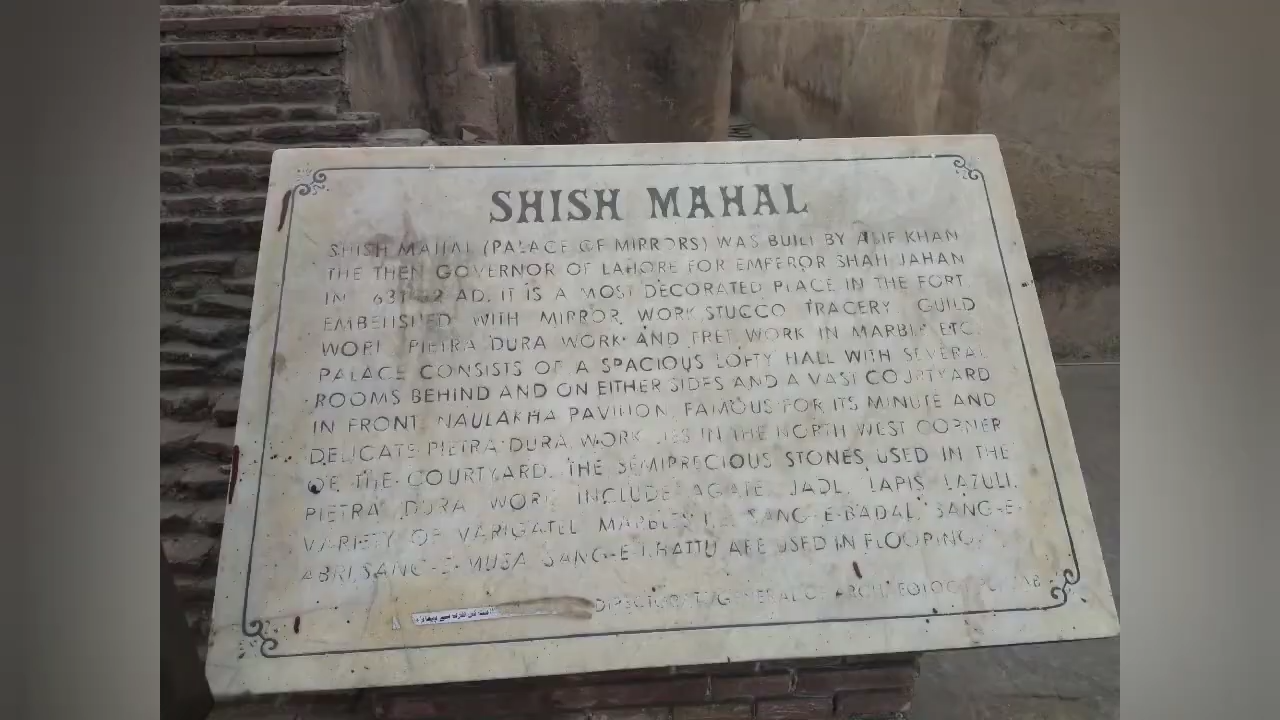 SHISH MAHAL
SHISH MAHAL (PALACE OF MIRRORS) WAS BUILT BY ALIF KHAN
THE THEN GOVERNOR OF LAHORE FOR EMPEROR SHAH JAHAN
IN AD. IT IS A MOST DECORATED PLACE IN THE FORT.
EMBELISHED WITH MIRROR WORK, STUCCO TRACERY, GUILD
WORK, PIETRA DURA WORK AND FRET WORK IN MARBLE ETC.
PALACE CONSISTS OF A SPACIOUS LOFTY HALL WITH SEVERAL
ROOMS BEHIND AND ON EITHER SIDES AND A VAST COURTYARD
IN FRONT. NAULAKHA PAVILION, FAMOUS FOR ITS MINUTE AND
DELICATE PIETRA DURA WORK LIES IN THE NORTH WEST CORNER
OF THE COURTYARD. THE SEMIPRECIOUS STONES USED IN THE
PIETRA DURA WORK INCLUDE AGATE, JADE, LAPIS LAZULI.
VARIETY OF VARIGATED MARBLES SANG-E-BADAL, SANG-E-
ABRI, SANG-E-MUSA, SANG-E-KHATTU ARE USED IN FLOORING.
DIRECTOR GENERAL OF ARCHAEOLOGY PUNJAB